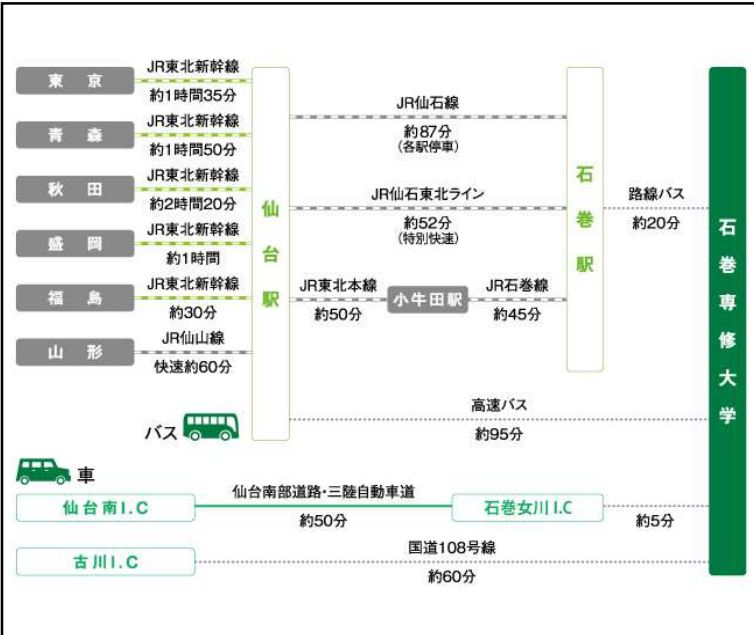 東京
JR東北新幹線
約1時間35分
青森
JR東北新幹線
約1時間50分
秋田
JR東北新幹線
約2時間20分
盛岡
JR東北新幹線
約1時間
福島
JR東北新幹線
約30分
山形
JR仙山線
快速約60分
仙台駅
JR仙石線
約87分
(各駅停車)
JR仙石東北ライン
約52分
(特別快速)
JR東北本線
約50分
小牛田駅
JR石巻線
約45分
石巻駅
路線バス
約20分
石巻専修大学
バス
高速バス
約95分
車
仙台南I.C
仙台南部道路・三陸自動車道
約50分
石巻女川I.C
約5分
古川I.C
国道108号線
約60分